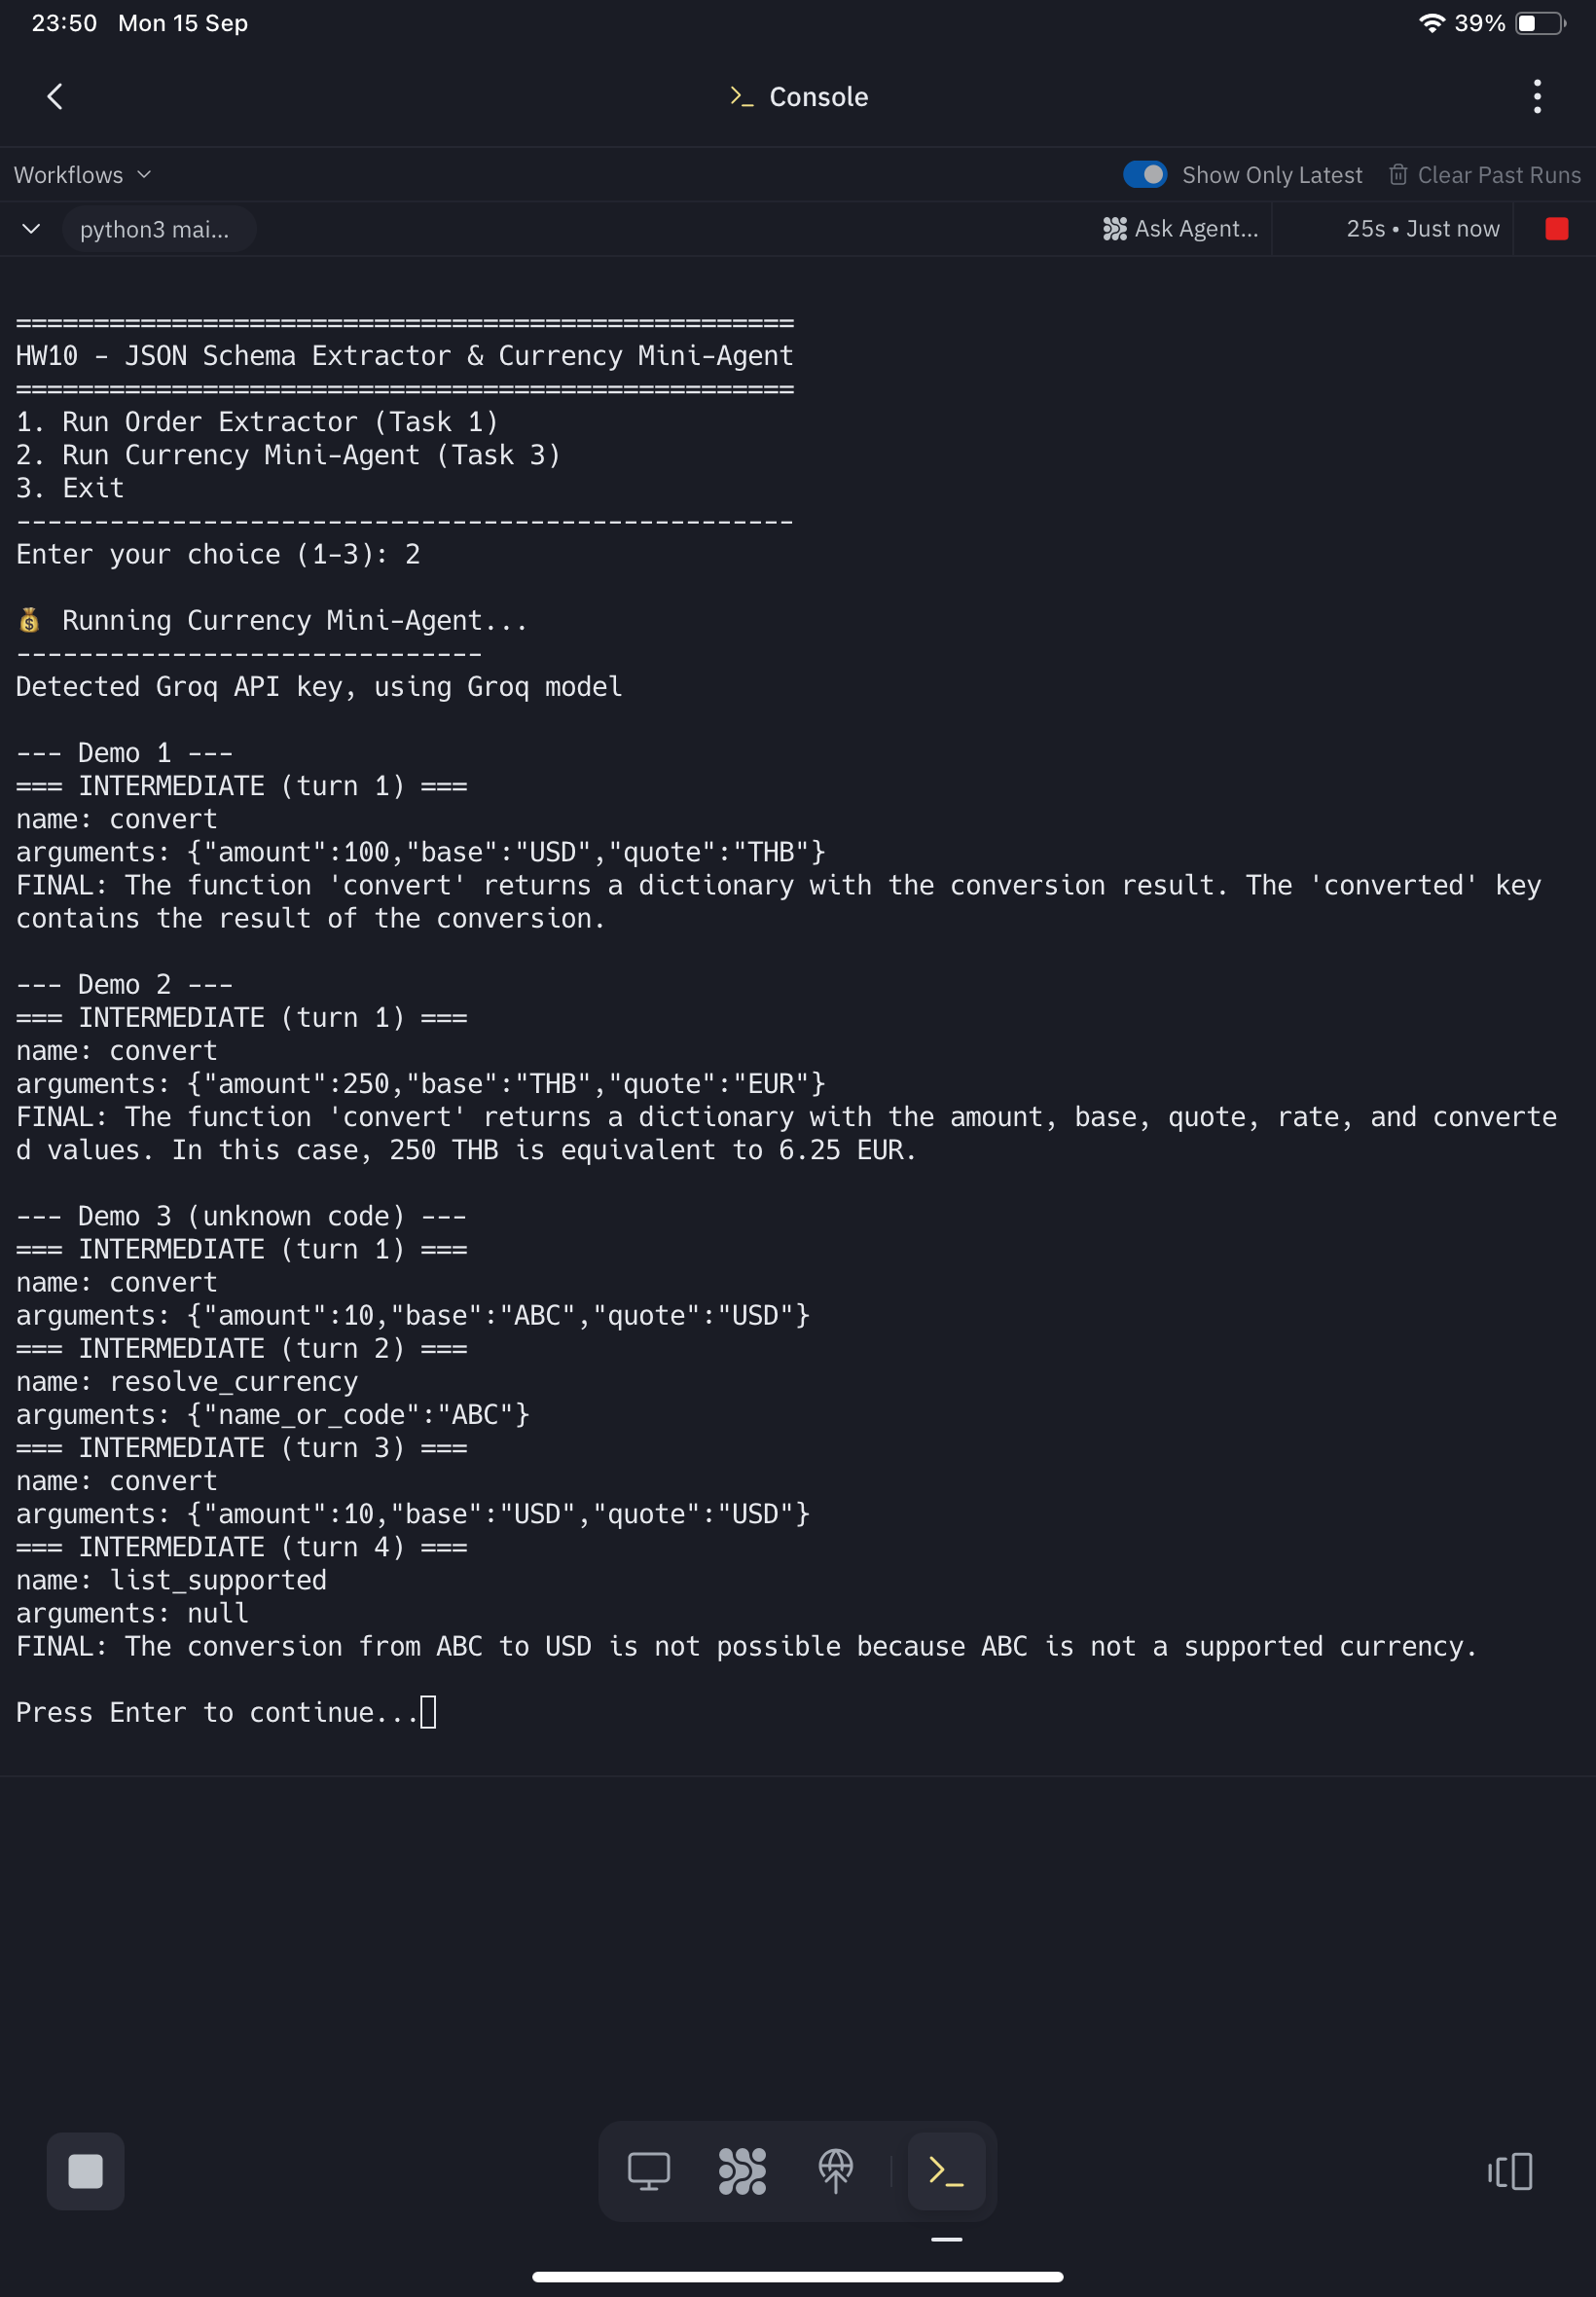 23:50 Mon 15 Sep 39%
Console
Workflows Show Only Latest Clear Past Runs
python3 mai... Ask Agent... 25s • Just now
==================================================
HW10 - JSON Schema Extractor & Currency Mini-Agent
==================================================
1. Run Order Extractor (Task 1)
2. Run Currency Mini-Agent (Task 3)
3. Exit
--------------------------------------------------
Enter your choice (1-3): 2
💰 Running Currency Mini-Agent...
------------------------------
Detected Groq API key, using Groq model
--- Demo 1 ---
=== INTERMEDIATE (turn 1) ===
name: convert
arguments: {"amount":100,"base":"USD","quote":"THB"}
FINAL: The function 'convert' returns a dictionary with the conversion result. The 'converted' key
contains the result of the conversion.
--- Demo 2 ---
=== INTERMEDIATE (turn 1) ===
name: convert
arguments: {"amount":250,"base":"THB","quote":"EUR"}
FINAL: The function 'convert' returns a dictionary with the amount, base, quote, rate, and converte
d values. In this case, 250 THB is equivalent to 6.25 EUR.
--- Demo 3 (unknown code) ---
=== INTERMEDIATE (turn 1) ===
name: convert
arguments: {"amount":10,"base":"ABC","quote":"USD"}
=== INTERMEDIATE (turn 2) ===
name: resolve_currency
arguments: {"name_or_code":"ABC"}
=== INTERMEDIATE (turn 3) ===
name: convert
arguments: {"amount":10,"base":"USD","quote":"USD"}
=== INTERMEDIATE (turn 4) ===
name: list_supported
arguments: null
FINAL: The conversion from ABC to USD is not possible because ABC is not a supported currency.
Press Enter to continue...